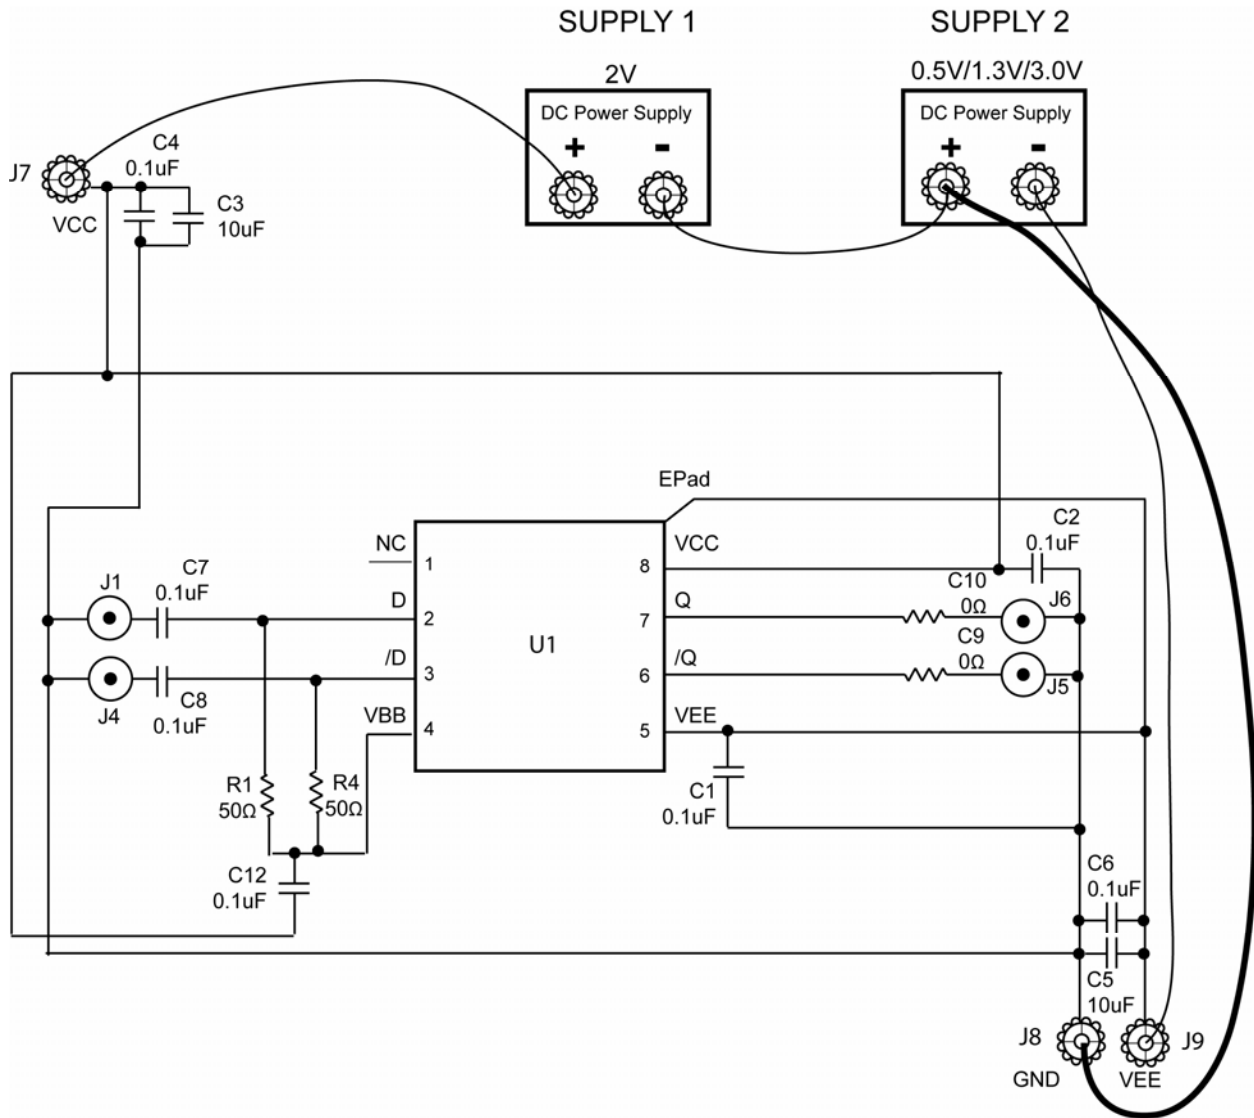 SUPPLY 1
SUPPLY 2
2V
0.5V/1.3V/3.0V
DC Power Supply
+
-
DC Power Supply
+
-
J7
C4
0.1uF
VCC
C3
10uF
EPad
NC
1
D
2
/D
3
VBB
4
U1
VCC
8
Q
7
/Q
6
VEE
5
C2
0.1uF
C10
0Ω
J6
C9
0Ω
J5
J1
C7
0.1uF
J4
C8
0.1uF
R1
50Ω
R4
50Ω
C12
0.1uF
C1
0.1uF
C6
0.1uF
C5
10uF
J8
GND
J9
VEE